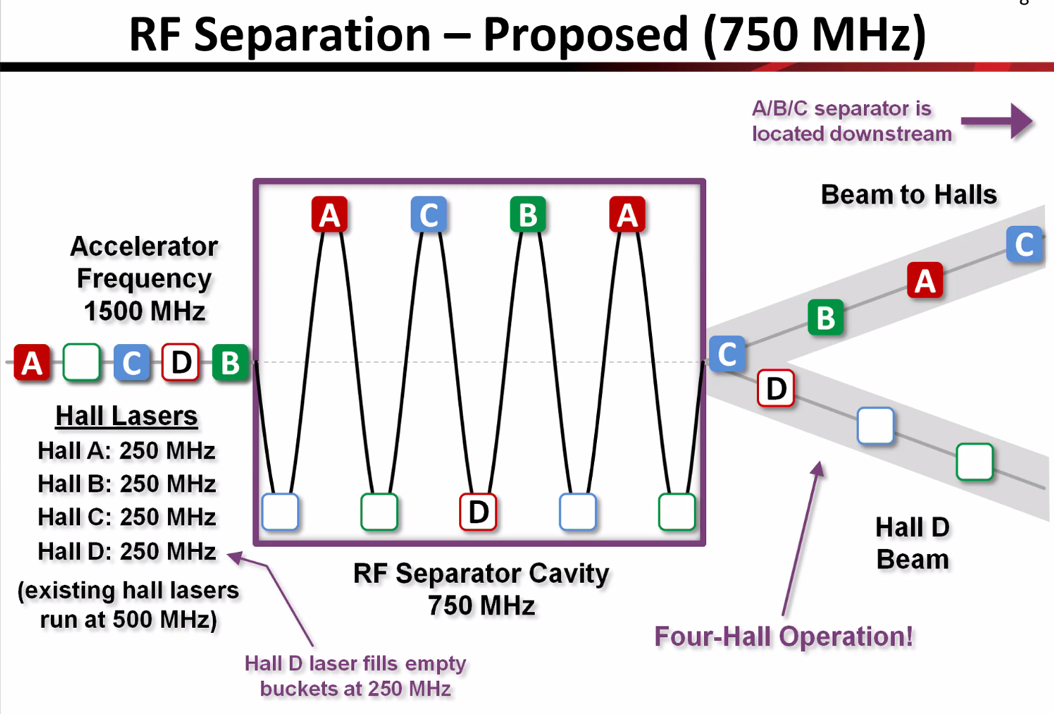 RF Separation – Proposed (750 MHz)
A/B/C separator is
located downstream
Beam to Halls
Accelerator
Frequency
1500 MHz
A C D B
A C B A
D
C
A
B
C
D
Hall Lasers
Hall A: 250 MHz
Hall B: 250 MHz
Hall C: 250 MHz
Hall D: 250 MHz
(existing hall lasers
run at 500 MHz)
Hall D laser fills empty
buckets at 250 MHz
RF Separator Cavity
750 MHz
Hall D
Beam
Four-Hall Operation!